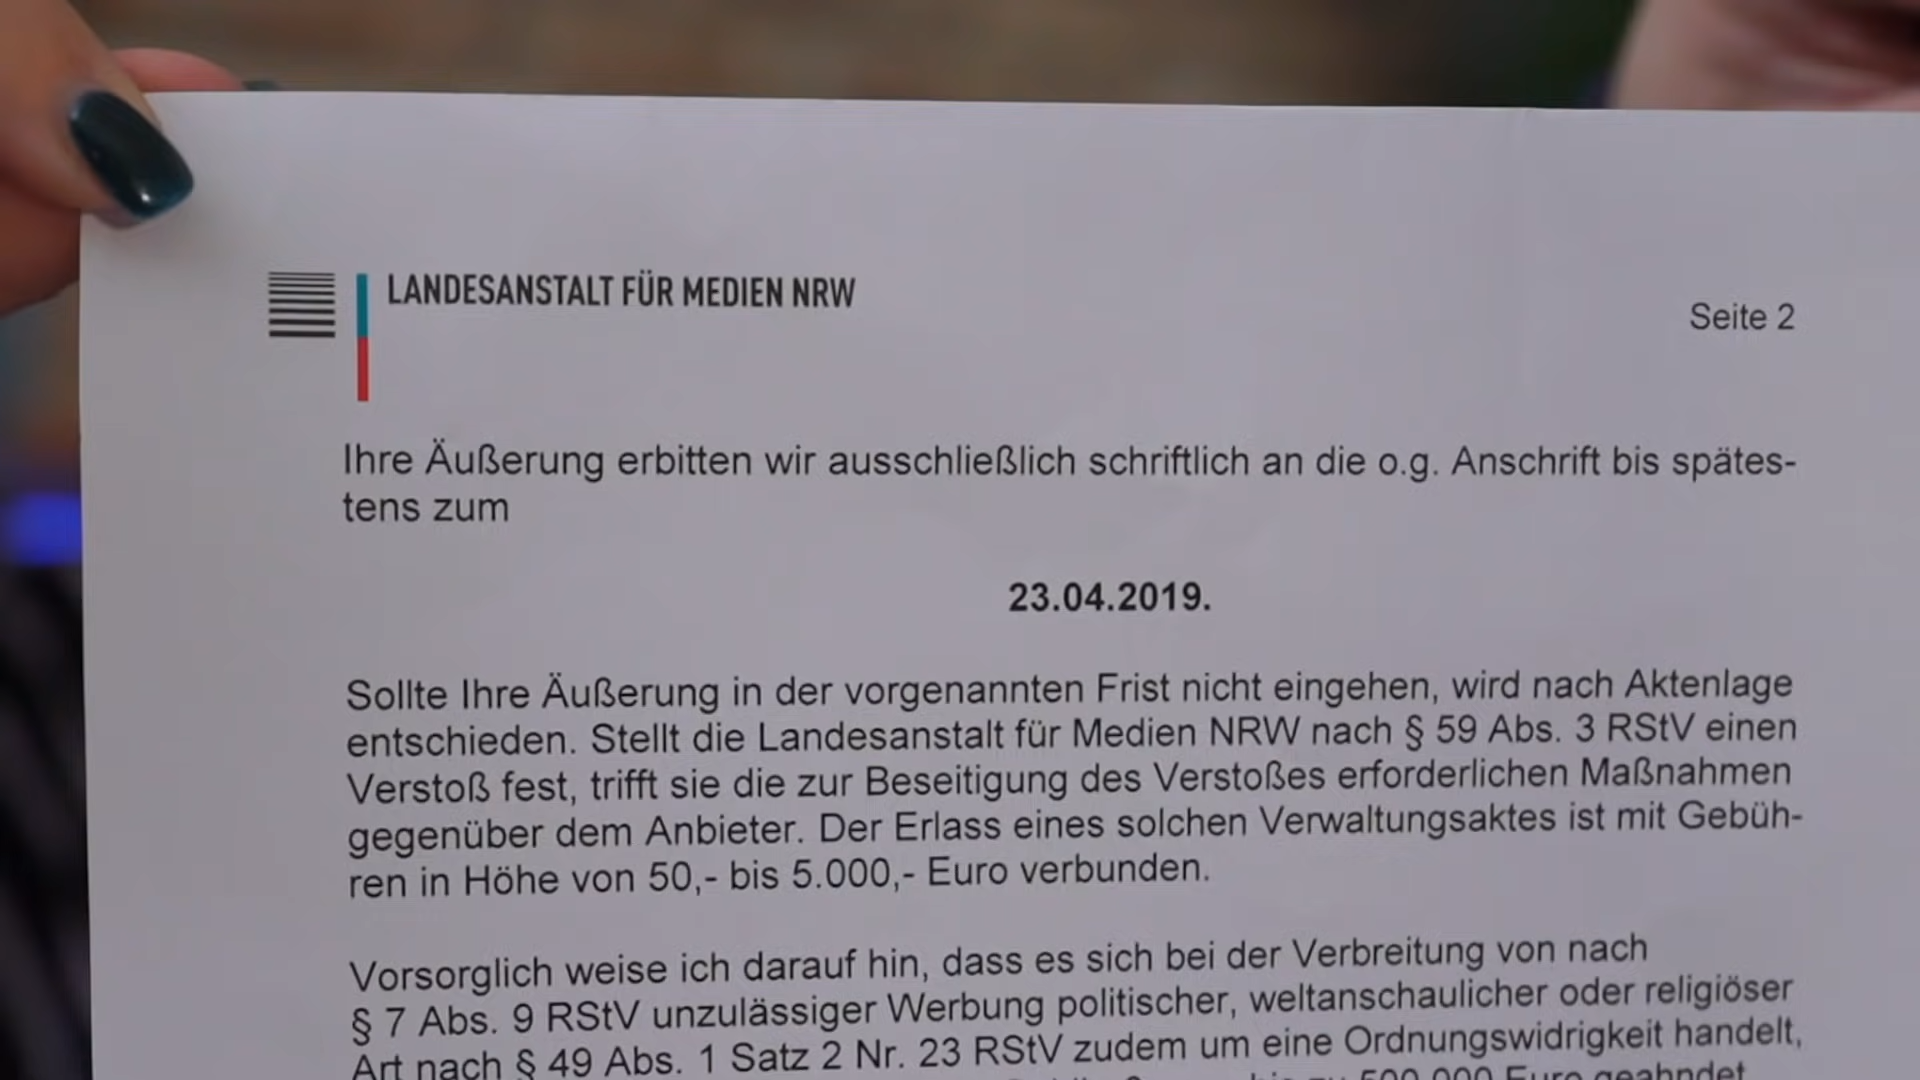 LANDESANSTALT FÜR MEDIEN NRW
Seite 2
Ihre Äußerung erbitten wir ausschließlich schriftlich an die o.g. Anschrift bis spätes-
tens zum
23.04.2019.
Sollte Ihre Äußerung in der vorgenannten Frist nicht eingehen, wird nach Aktenlage
entschieden. Stellt die Landesanstalt für Medien NRW nach § 59 Abs. 3 RStV einen
Verstoß fest, trifft sie die zur Beseitigung des Verstoßes erforderlichen Maßnahmen
gegenüber dem Anbieter. Der Erlass eines solchen Verwaltungsaktes ist mit Gebüh-
ren in Höhe von 50,- bis 5.000,- Euro verbunden.
Vorsorglich weise ich darauf hin, dass es sich bei der Verbreitung von nach
§ 7 Abs. 9 RStV unzulässiger Werbung politischer, weltanschaulicher oder religiöser
Art nach § 49 Abs. 1 Satz 2 Nr. 23 RStV zudem um eine Ordnungswidrigkeit handelt,
bis zu 500.000 Euro geahndet